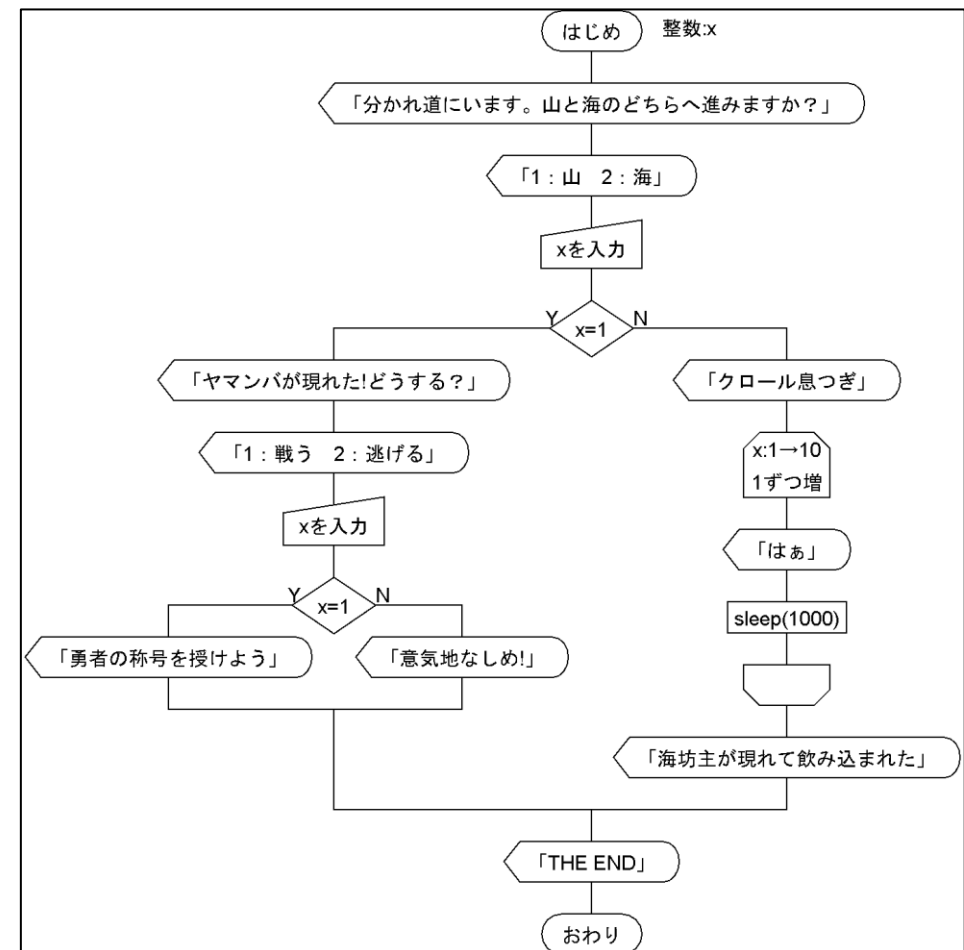 はじめ
整数:x
「分かれ道にいます。山と海のどちらへ進みますか？」
「1：山　2：海」
xを入力
x=1
Y
N
「ヤマンバが現れた!どうする？」
「1：戦う　2：逃げる」
xを入力
x=1
Y
N
「勇者の称号を授けよう」
「意気地なしめ!」
「クロール息つぎ」
x:1→10
1ずつ増
「はぁ」
sleep(1000)
「海坊主が現れて飲み込まれた」
「THE END」
おわり